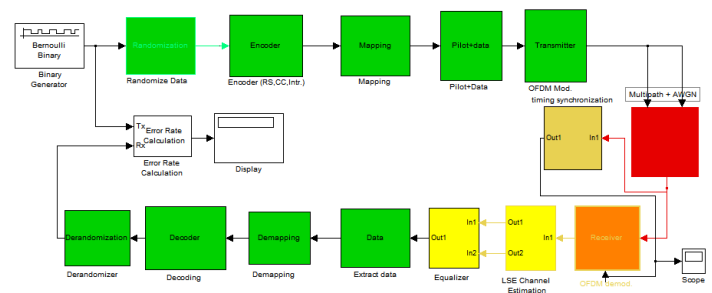 Bernoulli
Binary
Binary
Generator
Randomization
Randomize Data
Encoder
Encoder (RS,CC,Intr.)
Mapping
Mapping
Pilot+data
Pilot+Data
Transmitter
OFDM Mod.
timing synchronization
Multipath + AWGN
Tx
Rx
Error Rate
Calculation
Error Rate
Calculation
Display
Out1
In1
Derandomization
Derandomizer
Decoder
Decoding
Demapping
Demapping
Data
Extract data
Out1
In1
In2
Equalizer
Out1
Out2
In1
LSE Channel
Estimation
Receiver
OFDM demod.
Scope